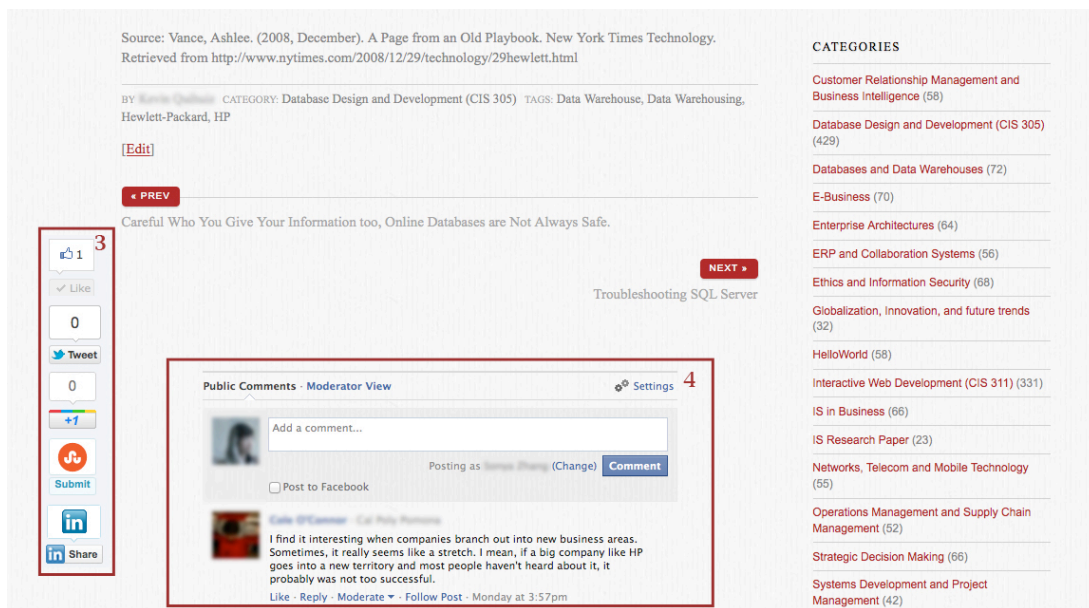 Source: Vance, Ashlee. (2008, December). A Page from an Old Playbook. New York Times Technology.
Retrieved from http://www.nytimes.com/2008/12/29/technology/29hewlett.html
BY CATEGORY: Database Design and Development (CIS 305) TAGS: Data Warehouse, Data Warehousing,
Hewlett-Packard, HP
[Edit]
« PREV
Careful Who You Give Your Information too, Online Databases are Not Always Safe.
NEXT »
Troubleshooting SQL Server
3
1
Like
0
Tweet
0
+1
Submit
in
in Share
4
Public Comments · Moderator View
Settings
Add a comment...
Posting as (Change) Comment
Post to Facebook
I find it interesting when companies branch out into new business areas.
Sometimes, it really seems like a stretch. I mean, if a big company like HP
goes into a new territory and most people haven't heard about it, it
probably was not too successful.
Like · Reply · Moderate · Follow Post · Monday at 3:57pm
CATEGORIES
Customer Relationship Management and
Business Intelligence (58)
Database Design and Development (CIS 305)
(429)
Databases and Data Warehouses (72)
E-Business (70)
Enterprise Architectures (64)
ERP and Collaboration Systems (56)
Ethics and Information Security (68)
Globalization, Innovation, and future trends
(32)
HelloWorld (58)
Interactive Web Development (CIS 311) (331)
IS in Business (66)
IS Research Paper (23)
Networks, Telecom and Mobile Technology
(55)
Operations Management and Supply Chain
Management (52)
Strategic Decision Making (66)
Systems Development and Project
Management (42)